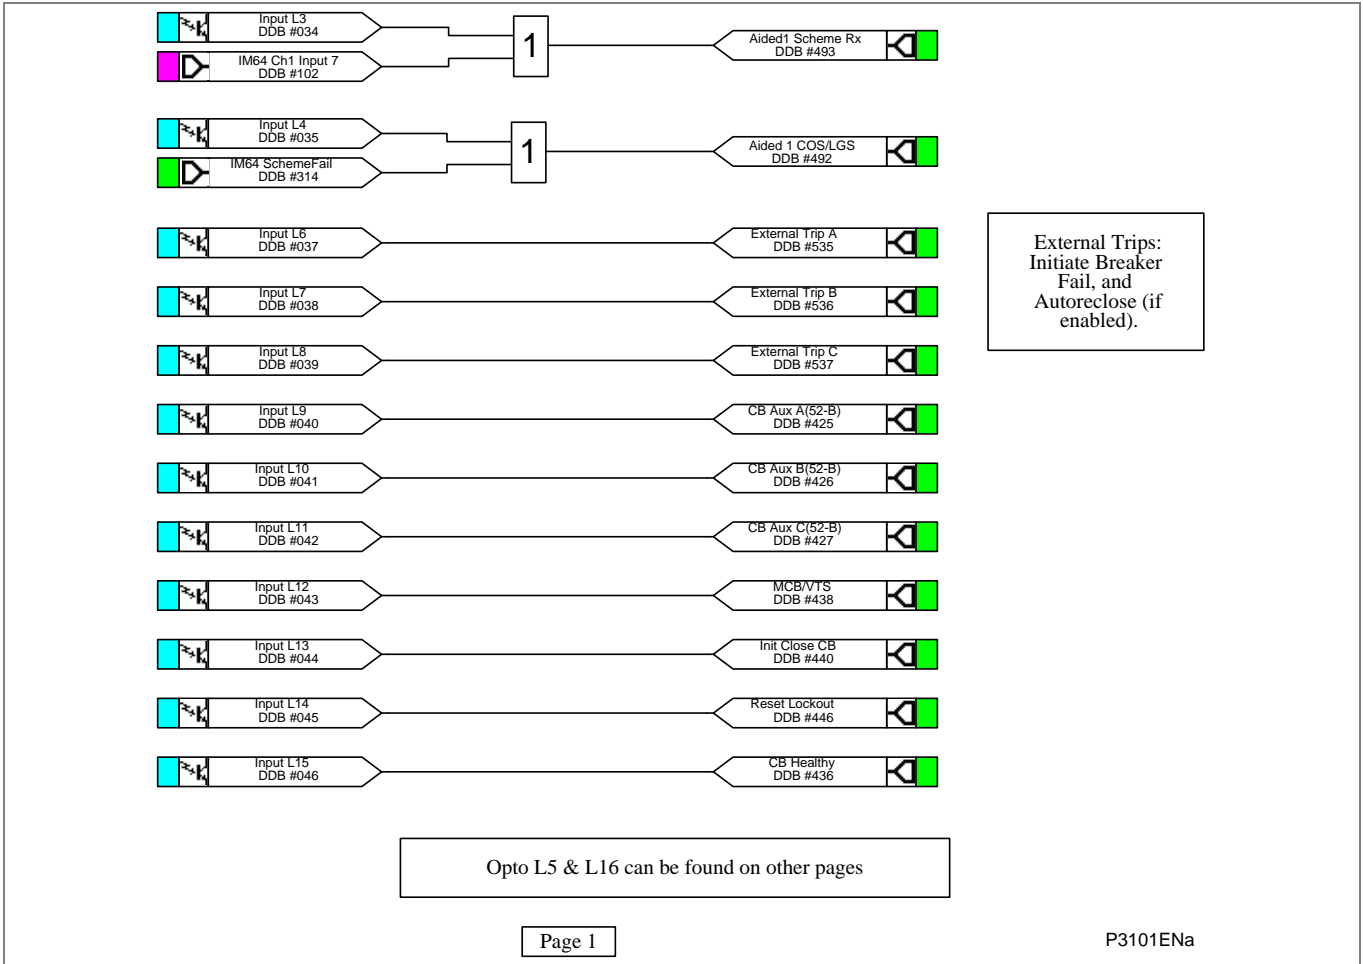 Input L3
DDB #034
IM64 Ch1 Input 7
DDB #102
1
Aided1 Scheme Rx
DDB #493
Input L4
DDB #035
IM64 SchemeFail
DDB #314
1
Aided 1 COS/LGS
DDB #492
Input L6
DDB #037
External Trip A
DDB #535
External Trips:
Initiate Breaker
Fail, and
Autoreclose (if
enabled).
Input L7
DDB #038
External Trip B
DDB #536
Input L8
DDB #039
External Trip C
DDB #537
Input L9
DDB #040
CB Aux A(52-B)
DDB #425
Input L10
DDB #041
CB Aux B(52-B)
DDB #426
Input L11
DDB #042
CB Aux C(52-B)
DDB #427
Input L12
DDB #043
MCB/VTS
DDB #438
Input L13
DDB #044
Init Close CB
DDB #440
Input L14
DDB #045
Reset Lockout
DDB #446
Input L15
DDB #046
CB Healthy
DDB #436
Opto L5 & L16 can be found on other pages
Page 1
P3101ENa